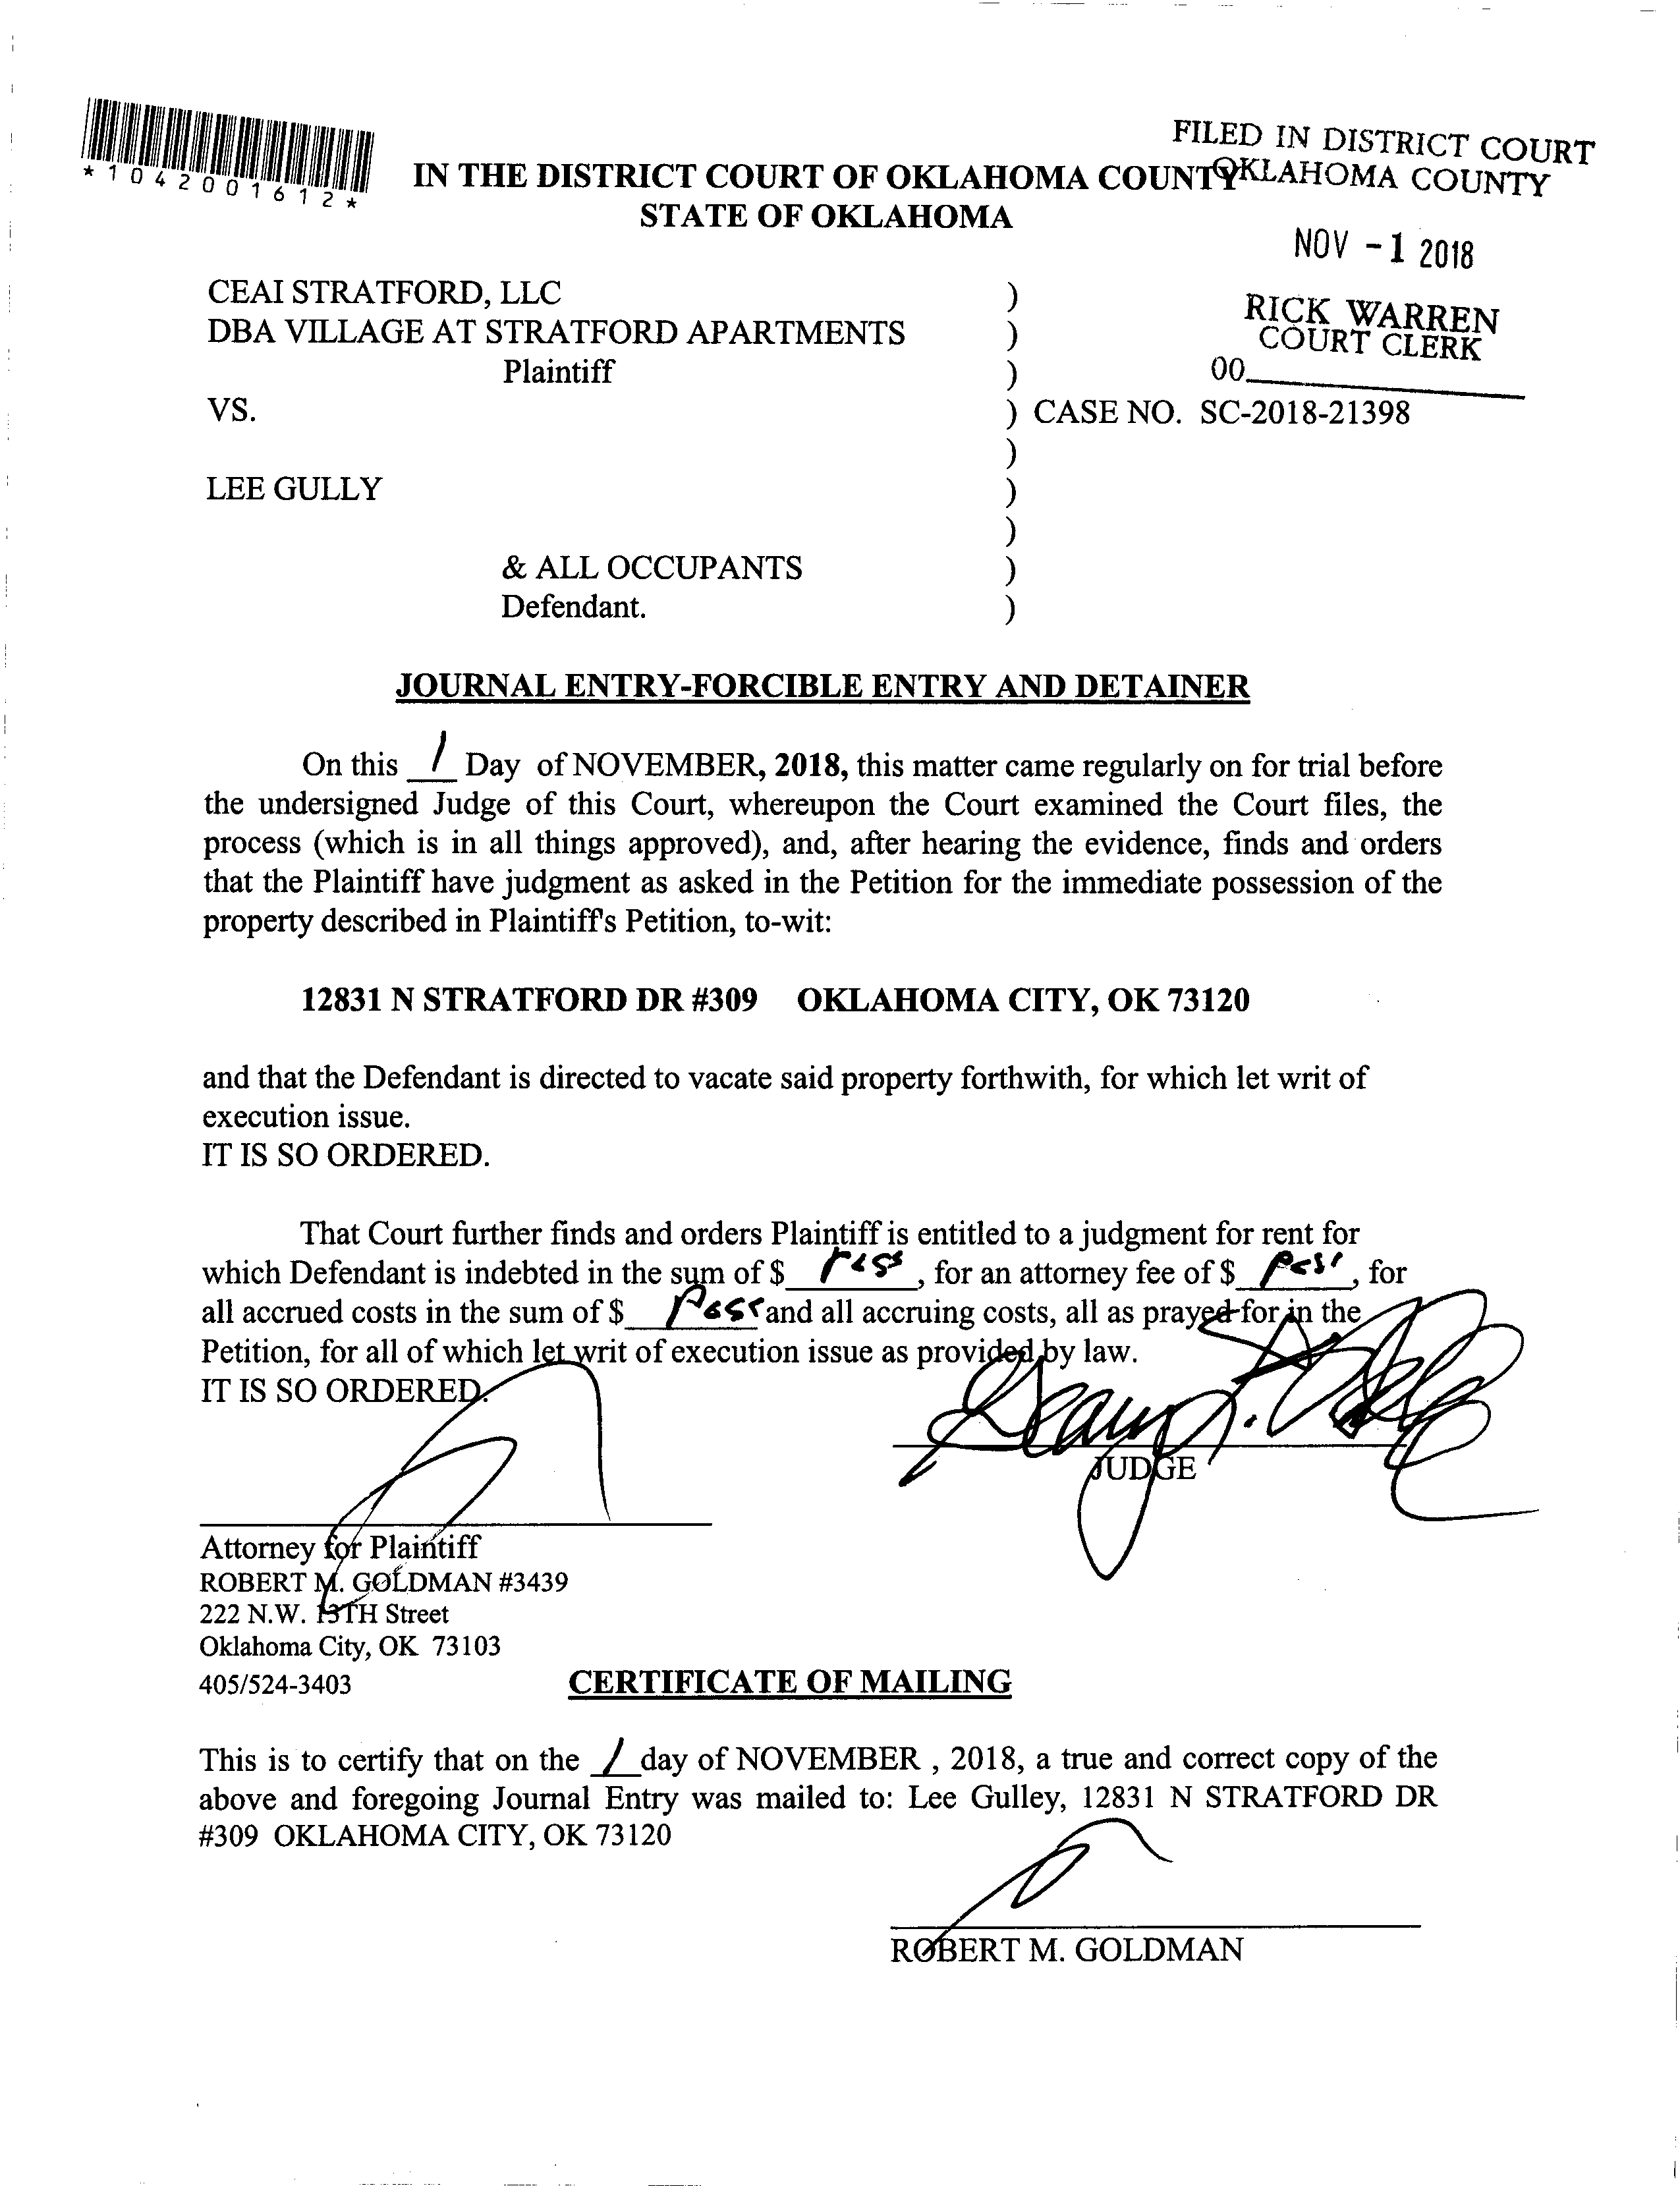 *1042001612*
FILED IN DISTRICT COURT
OKLAHOMA COUNTY
IN THE DISTRICT COURT OF OKLAHOMA COUNTY
STATE OF OKLAHOMA
NOV -1 2018
RICK WARREN
COURT CLERK
00
CEAI STRATFORD, LLC )
DBA VILLAGE AT STRATFORD APARTMENTS )
Plaintiff )
VS. ) CASE NO. SC-2018-21398
)
LEE GULLY )
)
& ALL OCCUPANTS )
Defendant. )
JOURNAL ENTRY-FORCIBLE ENTRY AND DETAINER
On this 1 Day of NOVEMBER, 2018, this matter came regularly on for trial before
the undersigned Judge of this Court, whereupon the Court examined the Court files, the
process (which is in all things approved), and, after hearing the evidence, finds and orders
that the Plaintiff have judgment as asked in the Petition for the immediate possession of the
property described in Plaintiff's Petition, to-wit:
12831 N STRATFORD DR #309 OKLAHOMA CITY, OK 73120
and that the Defendant is directed to vacate said property forthwith, for which let writ of
execution issue.
IT IS SO ORDERED.
That Court further finds and orders Plaintiff is entitled to a judgment for rent for
which Defendant is indebted in the sum of $ , for an attorney fee of $ , for
all accrued costs in the sum of $ Pass and all accruing costs, all as prayed for in the
Petition, for all of which let writ of execution issue as provided by law.
IT IS SO ORDERED.
JUDGE
Attorney for Plaintiff
ROBERT M. GOLDMAN #3439
222 N.W. 13TH Street
Oklahoma City, OK 73103
405/524-3403
CERTIFICATE OF MAILING
This is to certify that on the 1 day of NOVEMBER , 2018, a true and correct copy of the
above and foregoing Journal Entry was mailed to: Lee Gulley, 12831 N STRATFORD DR
#309 OKLAHOMA CITY, OK 73120
ROBERT M. GOLDMAN